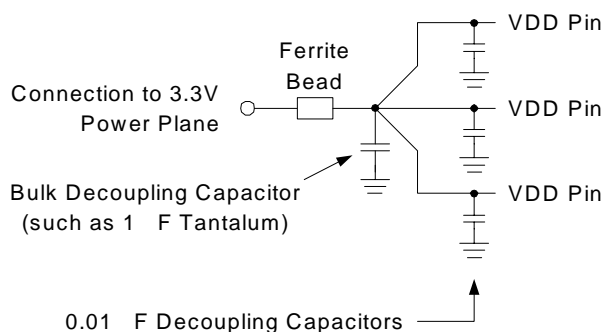 VDD Pin
Ferrite
Bead
Connection to 3.3V
Power Plane
VDD Pin
Bulk Decoupling Capacitor
(such as 1 F Tantalum)
VDD Pin
0.01 F Decoupling Capacitors